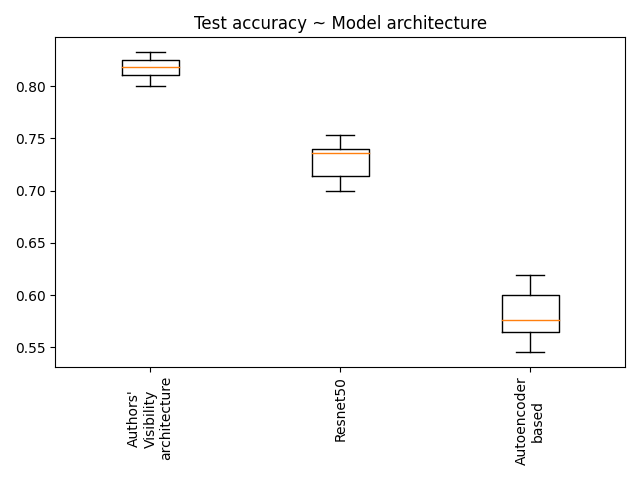 Test accuracy ~ Model architecture
0.80
0.75
0.70
0.65
0.60
0.55
Authors'
Visibility
architecture
Resnet50
Autoencoder
based